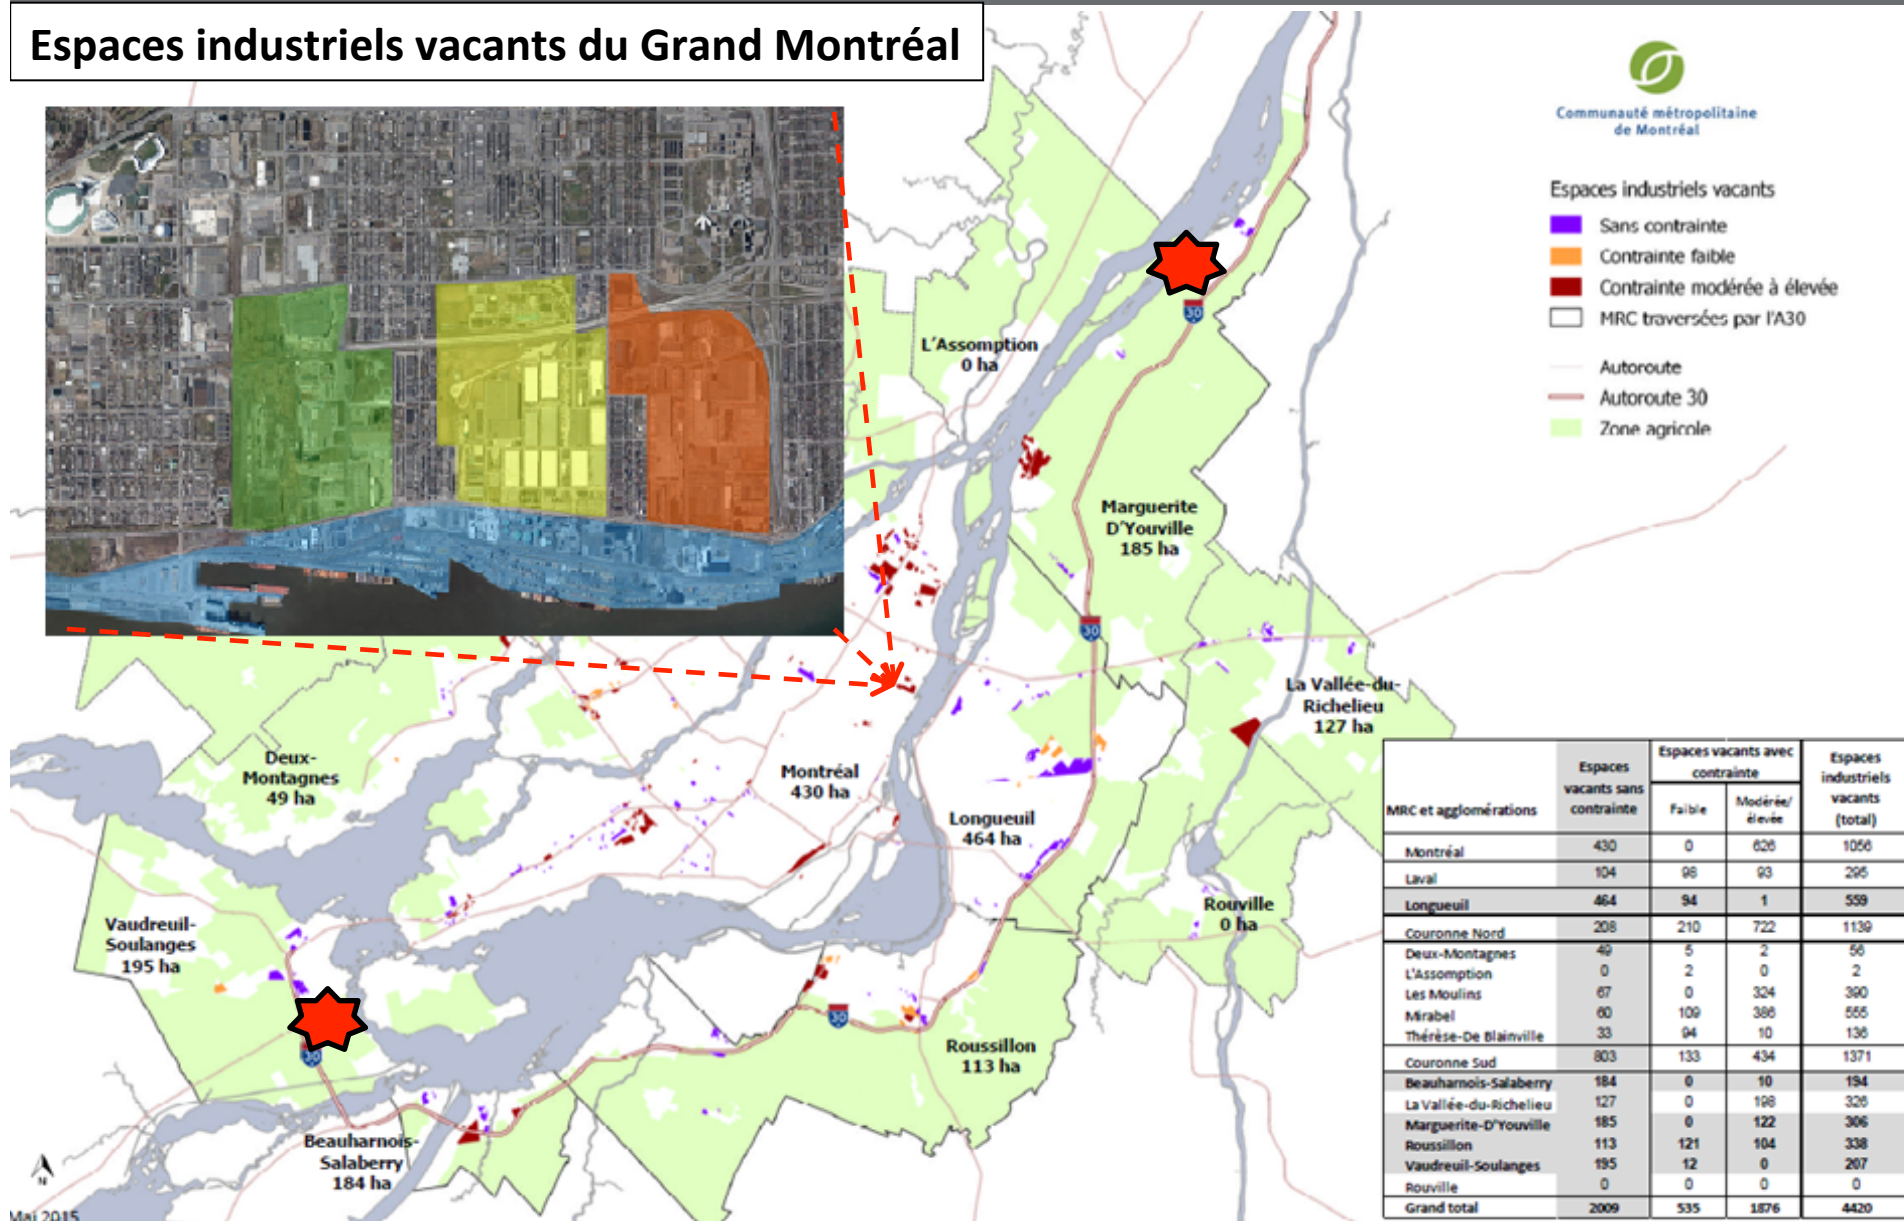 Espaces industriels vacants du Grand Montréal
Communauté métropolitaine
de Montréal
Espaces industriels vacants
Sans contrainte
Contrainte faible
Contrainte modérée à élevée
MRC traversées par l'A30
Autoroute
Autoroute 30
Zone agricole
30
L'Assomption
0 ha
Marguerite
D'Youville
185 ha
30
La Vallée-du-
Richelieu
127 ha
Deux-
Montagnes
49 ha
Montréal
430 ha
Longueuil
464 ha
Rouville
0 ha
Vaudreuil-
Soulanges
195 ha
30
30
Roussillon
113 ha
Beauharnois-
Salaberry
184 ha
N
Mai 2015
MRC et agglomérations
Espaces
vacants sans
contrainte
Espaces vacants avec
contrainte
Faible
Modérée/
élevée
Espaces
industriels
vacants
(total)
Montréal 430 0 626 1056
Laval 104 98 93 295
Longueuil 464 94 1 559
Couronne Nord 208 210 722 1139
Deux-Montagnes 49 5 2 56
L'Assomption 0 2 0 2
Les Moulins 67 0 324 390
Mirabel 60 109 386 555
Thérèse-De Blainville 33 94 10 136
Couronne Sud 803 133 434 1371
Beauharnois-Salaberry 184 0 10 194
La Vallée-du-Richelieu 127 0 198 326
Marguerite-D'Youville 185 0 122 306
Roussillon 113 121 104 338
Vaudreuil-Soulanges 195 12 0 207
Rouville 0 0 0 0
Grand total 2009 535 1876 4420